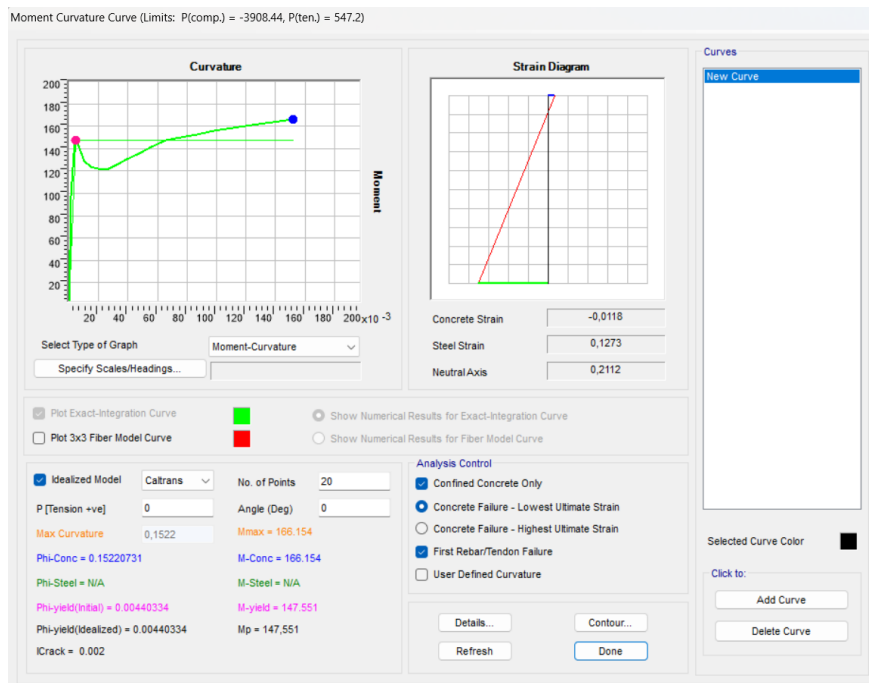 Moment Curvature Curve (Limits:  P(comp.) = -3908.44, P(ten.) = 547.2)
Curvature
200
180
160
140
120
100
80
60
40
20
Moment
20 40 60 80 100 120 140 160 180 200 x10 -3
Select Type of Graph
Moment-Curvature
Specify Scales/Headings...
Strain Diagram
Concrete Strain -0,0118
Steel Strain 0,1273
Neutral Axis 0,2112
Curves
New Curve
Plot Exact-Integration Curve
Show Numerical Results for Exact-Integration Curve
Plot 3x3 Fiber Model Curve
Show Numerical Results for Fiber Model Curve
Idealized Model Caltrans No. of Points 20
P [Tension +ve] 0 Angle (Deg) 0
Max Curvature 0,1522 Mmax = 166.154
Phi-Conc = 0.15220731 M-Conc = 166.154
Phi-Steel = N/A M-Steel = N/A
Phi-yield(Initial) = 0.00440334 M-yield = 147.551
Phi-yield(Idealized) = 0.00440334 Mp = 147,551
ICrack = 0.002
Analysis Control
Confined Concrete Only
Concrete Failure - Lowest Ultimate Strain
Concrete Failure - Highest Ultimate Strain
First Rebar/Tendon Failure
User Defined Curvature
Details... Contour...
Refresh Done
Selected Curve Color
Click to:
Add Curve
Delete Curve